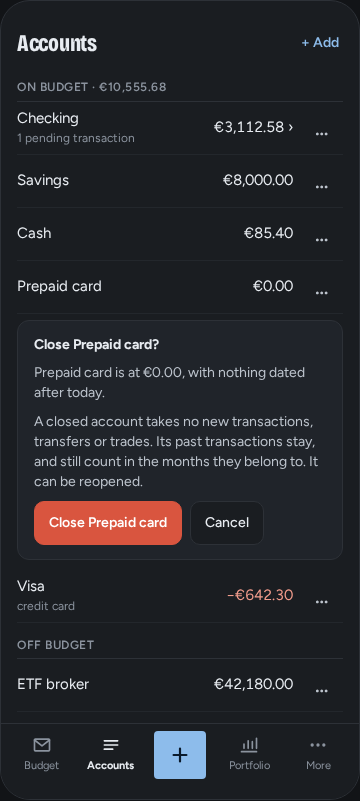 Accounts
+ Add
ON BUDGET · €10,555.68
Checking
€3,112.58 ›
1 pending transaction
...
Savings
€8,000.00
...
Cash
€85.40
...
Prepaid card
€0.00
...
Close Prepaid card?
Prepaid card is at €0.00, with nothing dated
after today.
A closed account takes no new transactions,
transfers or trades. Its past transactions stay,
and still count in the months they belong to. It
can be reopened.
Close Prepaid card
Cancel
Visa
−€642.30
credit card
...
OFF BUDGET
ETF broker
€42,180.00
...
+
Budget
Accounts
Portfolio
More